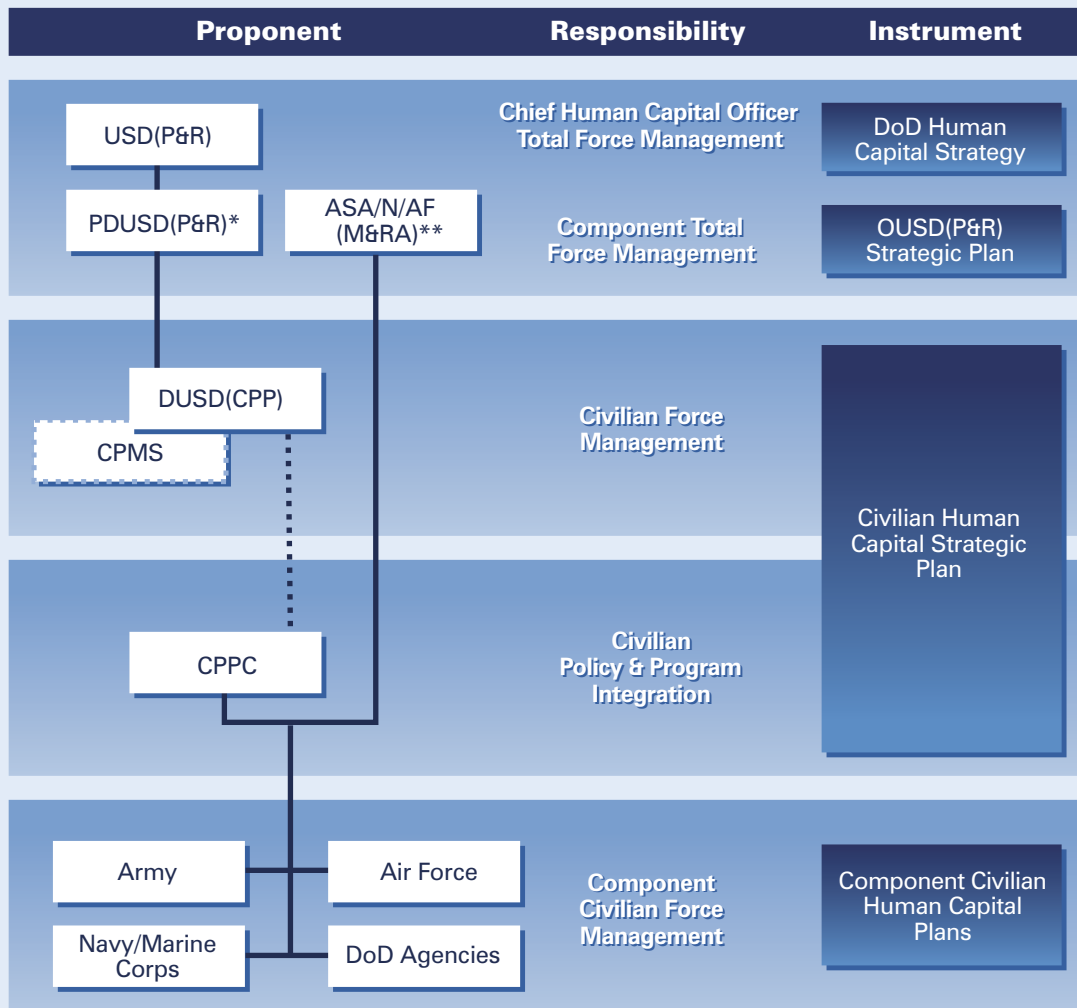 Proponent
Responsibility
Instrument
USD(P&R)
Chief Human Capital Officer
Total Force Management
DoD Human
Capital Strategy
PDUSD(P&R)*
ASA/N/AF
(M&RA)**
Component Total
Force Management
OUSD(P&R)
Strategic Plan
DUSD(CPP)
CPMS
Civilian Force
Management
Civilian Human
Capital Strategic
Plan
CPPC
Civilian
Policy & Program
Integration
Army
Air Force
Navy/Marine
Corps
DoD Agencies
Component
Civilian Force
Management
Component Civilian
Human Capital
Plans